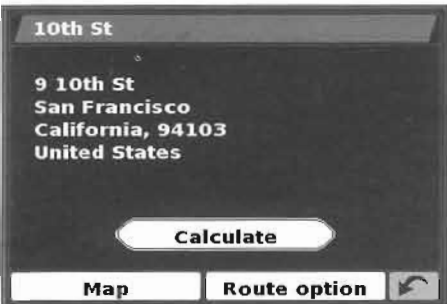 10th St
9 10th St
San Francisco
California, 94103
United States
Calculate
Map
Route option